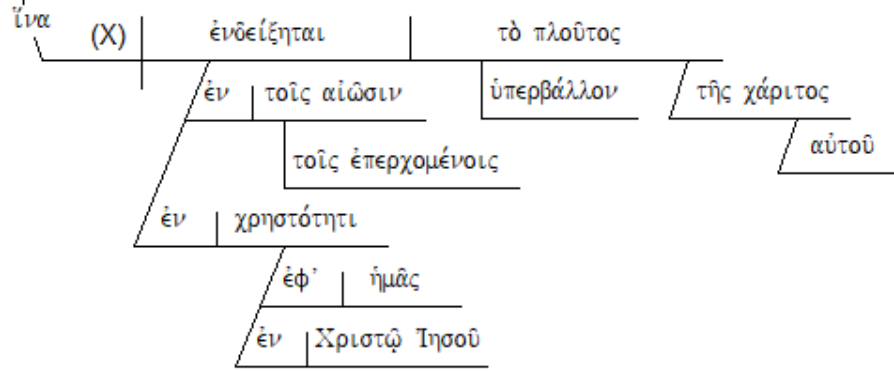 ἵνα
(X) ἐνδείξηται τὸ πλοῦτος
ἐν τοῖς αἰῶσιν ὑπερβάλλον τῆς χάριτος
τοῖς ἐπερχομένοις αὐτοῦ
ἐν χρηστότητι
ἐφ' ἡμᾶς
ἐν Χριστῷ Ἰησοῦ